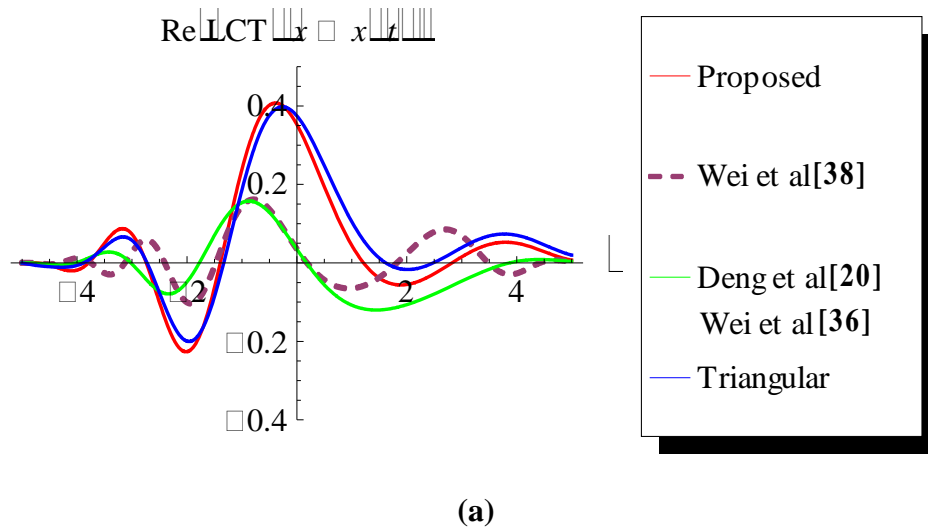 Re LCT x □ x t
0.4
0.2
□4
□2
2
4
□0.2
□0.4
Proposed
Wei et al[38]
Deng et al[20]
Wei et al[36]
Triangular
(a)